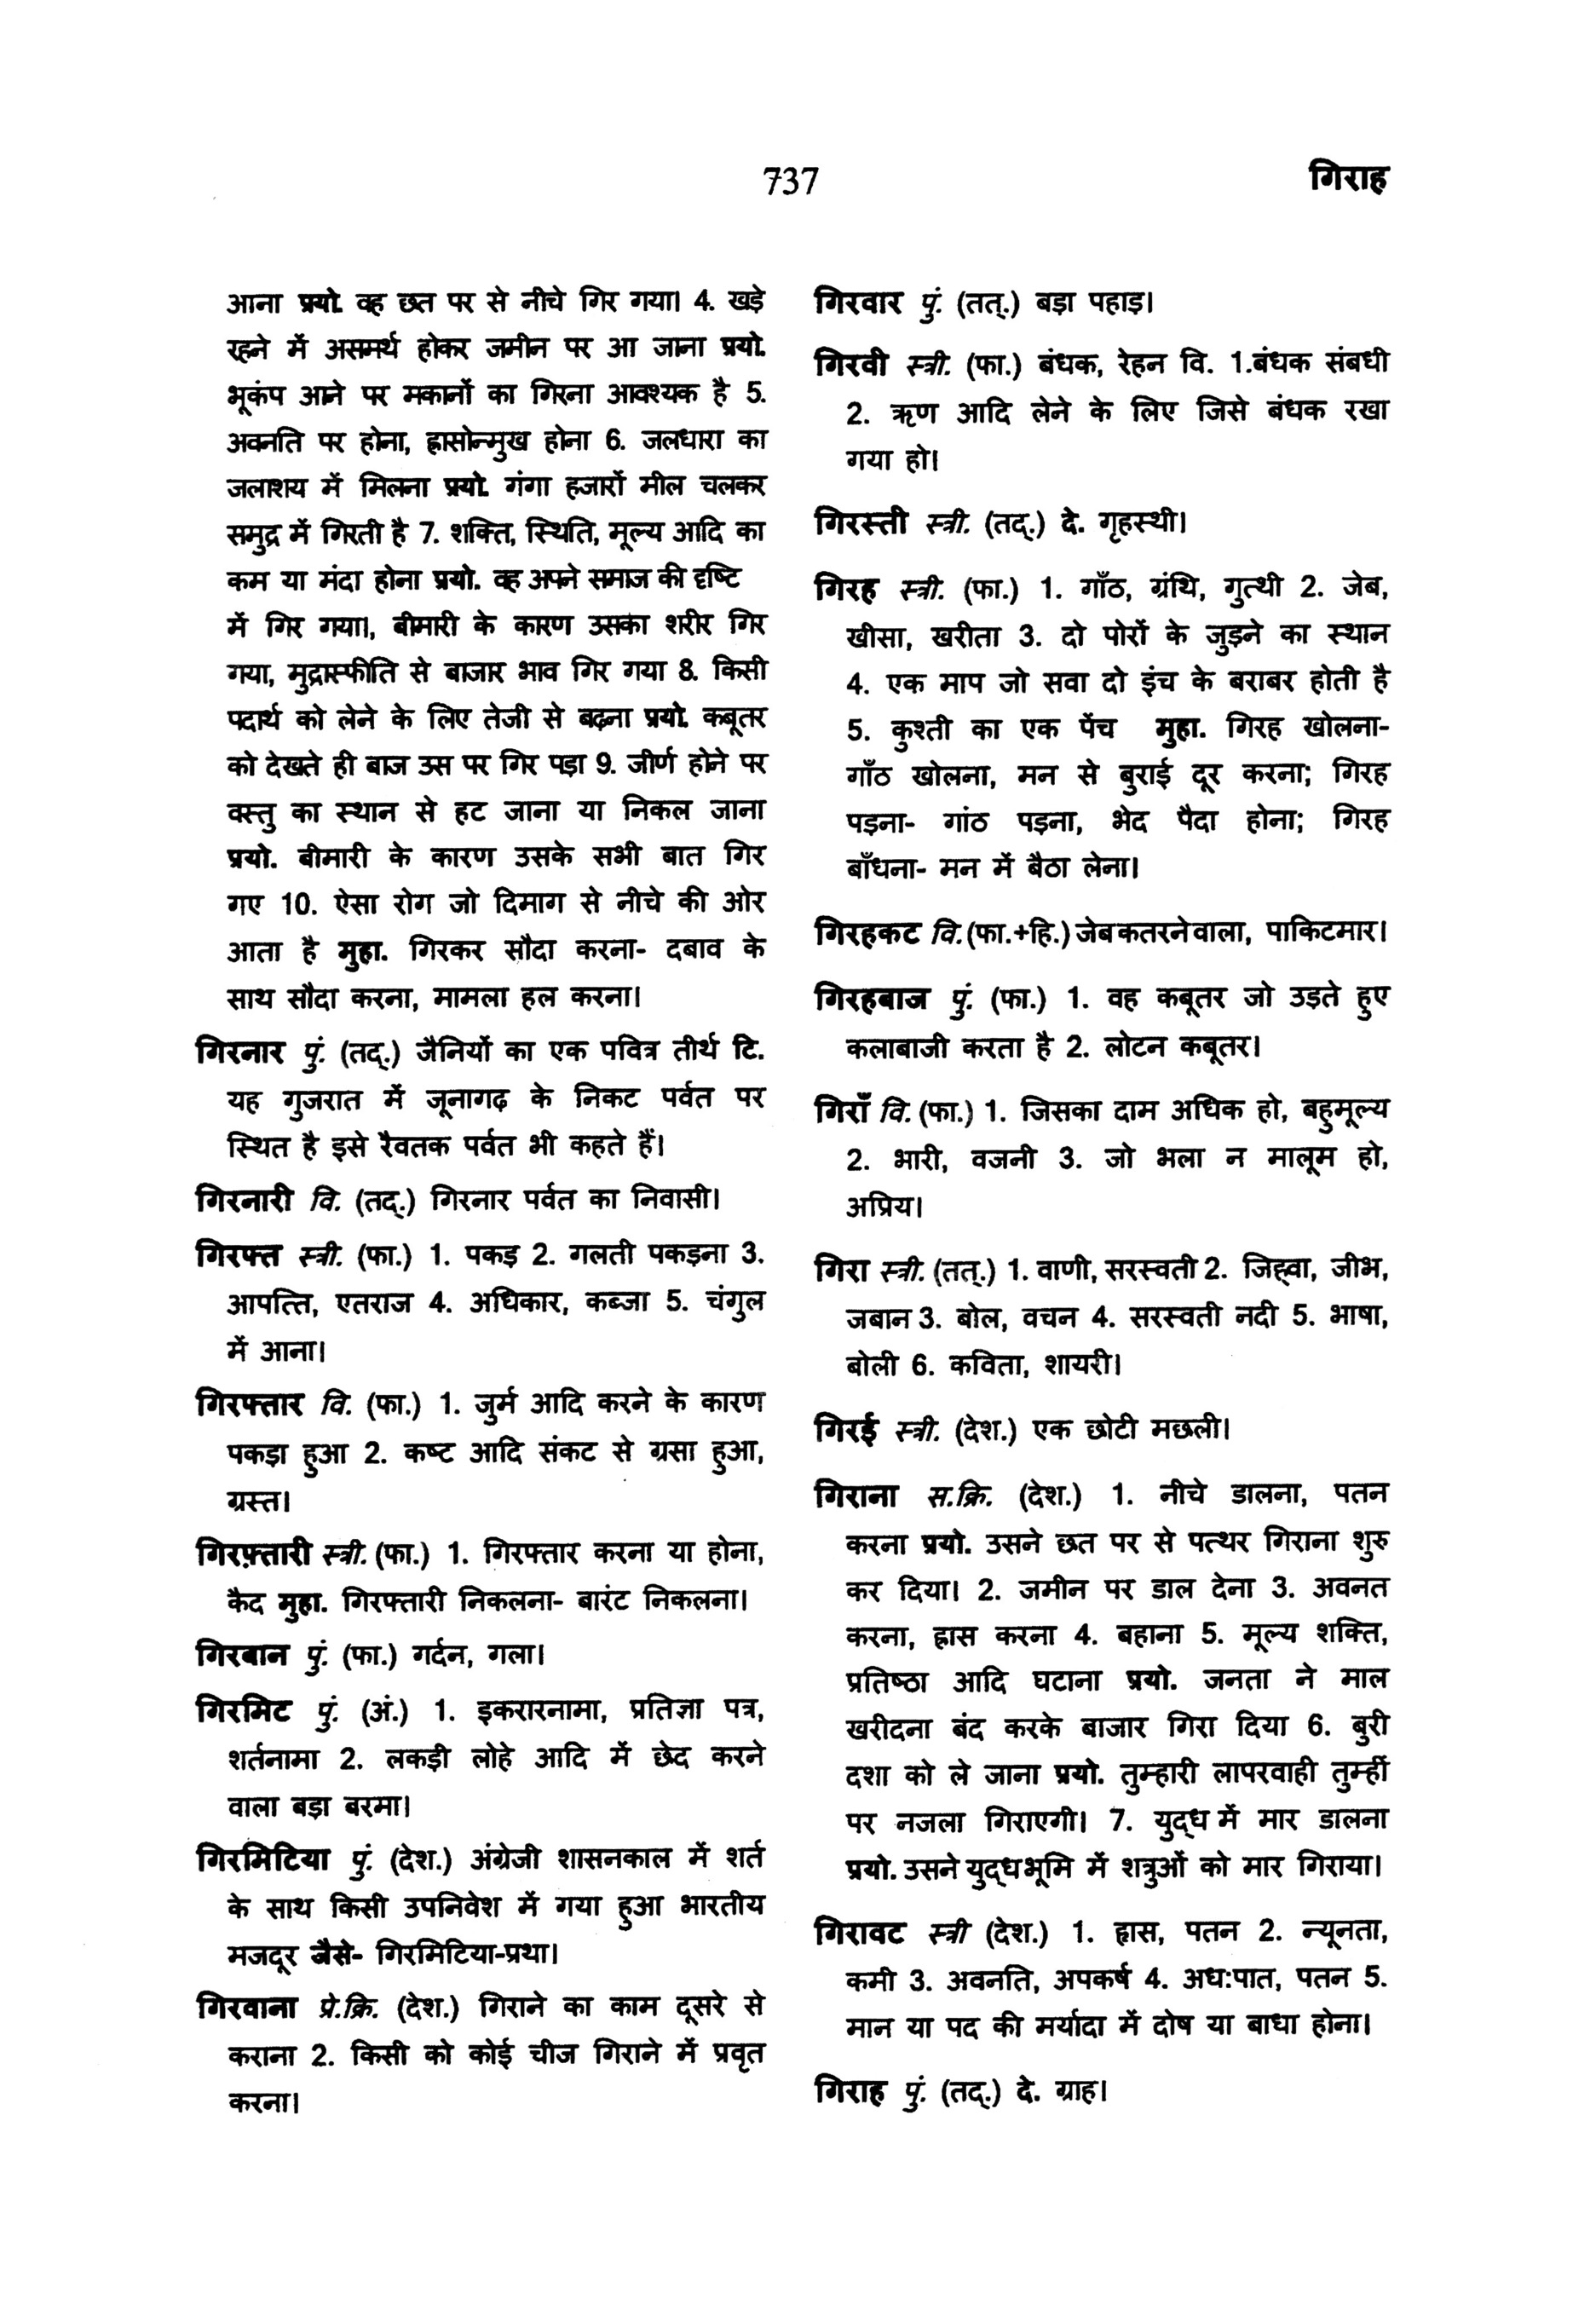 737
गिराह
आना प्रयो. वह छत पर से नीचे गिर गया। 4. खड़े
रहने में असमर्थ होकर जमीन पर आ जाना प्रयो.
भूकंप आने पर मकानों का गिरना आवश्यक है 5.
अवनति पर होना, ह्रासोन्मुख होना 6. जलधारा का
जलाशय में मिलना प्रयो. गंगा हजारों मील चलकर
समुद्र में गिरती है 7. शक्ति, स्थिति, मूल्य आदि का
कम या मंदा होना प्रयो. वह अपने समाज की दृष्टि
में गिर गया।, बीमारी के कारण उसका शरीर गिर
गया, मुद्रास्फीति से बाजार भाव गिर गया 8. किसी
पदार्थ को लेने के लिए तेजी से बढ़ना प्रयो. कबूतर
को देखते ही बाज उस पर गिर पड़ा 9. जीर्ण होने पर
वस्तु का स्थान से हट जाना या निकल जाना
प्रयो. बीमारी के कारण उसके सभी बात गिर
गए 10. ऐसा रोग जो दिमाग से नीचे की ओर
आता है मुहा. गिरकर सौदा करना- दबाव के
साथ सौदा करना, मामला हल करना।
गिरनार पुं. (तद्.) जैनियों का एक पवित्र तीर्थ टि.
यह गुजरात में जूनागढ़ के निकट पर्वत पर
स्थित है इसे रैवतक पर्वत भी कहते हैं।
गिरनारी वि. (तद्.) गिरनार पर्वत का निवासी।
गिरफ्त स्त्री. (फा.) 1. पकड़ 2. गलती पकड़ना 3.
आपत्ति, एतराज 4. अधिकार, कब्जा 5. चंगुल
में आना।
गिरफ्तार वि. (फा.) 1. जुर्म आदि करने के कारण
पकड़ा हुआ 2. कष्ट आदि संकट से ग्रसा हुआ,
ग्रस्त।
गिरफ़्तारी स्त्री. (फा.) 1. गिरफ्तार करना या होना,
कैद मुहा. गिरफ्तारी निकलना- बारंट निकलना।
गिरबान पुं. (फा.) गर्दन, गला।
गिरमिट पुं. (अं.) 1. इकरारनामा, प्रतिज्ञा पत्र,
शर्तनामा 2. लकड़ी लोहे आदि में छेद करने
वाला बड़ा बरमा।
गिरमिटिया पुं. (देश.) अंग्रेजी शासनकाल में शर्त
के साथ किसी उपनिवेश में गया हुआ भारतीय
मजदूर जैसे- गिरमिटिया-प्रथा।
गिरवाना प्रे.क्रि. (देश.) गिराने का काम दूसरे से
कराना 2. किसी को कोई चीज गिराने में प्रवृत
करना।
गिरवार पुं. (तत्.) बड़ा पहाड़।
गिरवी स्त्री. (फा.) बंधक, रेहन वि. 1.बंधक संबधी
2. ऋण आदि लेने के लिए जिसे बंधक रखा
गया हो।
गिरस्ती स्त्री. (तद्.) दे. गृहस्थी।
गिरह स्त्री. (फा.) 1. गाँठ, ग्रंथि, गुत्थी 2. जेब,
खीसा, खरीता 3. दो पोरों के जुड़ने का स्थान
4. एक माप जो सवा दो इंच के बराबर होती है
5. कुश्ती का एक पेंच मुहा. गिरह खोलना-
गाँठ खोलना, मन से बुराई दूर करना; गिरह
पड़ना- गांठ पड़ना, भेद पैदा होना; गिरह
बाँधना- मन में बैठा लेना।
गिरहकट वि. (फा.+हि.) जेब कतरने वाला, पाकिटमार।
गिरहबाज पुं. (फा.) 1. वह कबूतर जो उड़ते हुए
कलाबाजी करता है 2. लोटन कबूतर।
गिराँ वि. (फा.) 1. जिसका दाम अधिक हो, बहुमूल्य
2. भारी, वजनी 3. जो भला न मालूम हो,
अप्रिय।
गिरा स्त्री. (तत्.) 1. वाणी, सरस्वती 2. जिह्वा, जीभ,
जबान 3. बोल, वचन 4. सरस्वती नदी 5. भाषा,
बोली 6. कविता, शायरी।
गिरई स्त्री. (देश.) एक छोटी मछली।
गिराना स.क्रि. (देश.) 1. नीचे डालना, पतन
करना प्रयो. उसने छत पर से पत्थर गिराना शुरु
कर दिया। 2. जमीन पर डाल देना 3. अवनत
करना, ह्रास करना 4. बहाना 5. मूल्य शक्ति,
प्रतिष्ठा आदि घटाना प्रयो. जनता ने माल
खरीदना बंद करके बाजार गिरा दिया 6. बुरी
दशा को ले जाना प्रयो. तुम्हारी लापरवाही तुम्हीं
पर नजला गिराएगी। 7. युद्ध में मार डालना
प्रयो. उसने युद्धभूमि में शत्रुओं को मार गिराया।
गिरावट स्त्री (देश.) 1. ह्रास, पतन 2. न्यूनता,
कमी 3. अवनति, अपकर्ष 4. अध:पात, पतन 5.
मान या पद की मर्यादा में दोष या बाधा होना।
गिराह पुं. (तद्.) दे. ग्राह।